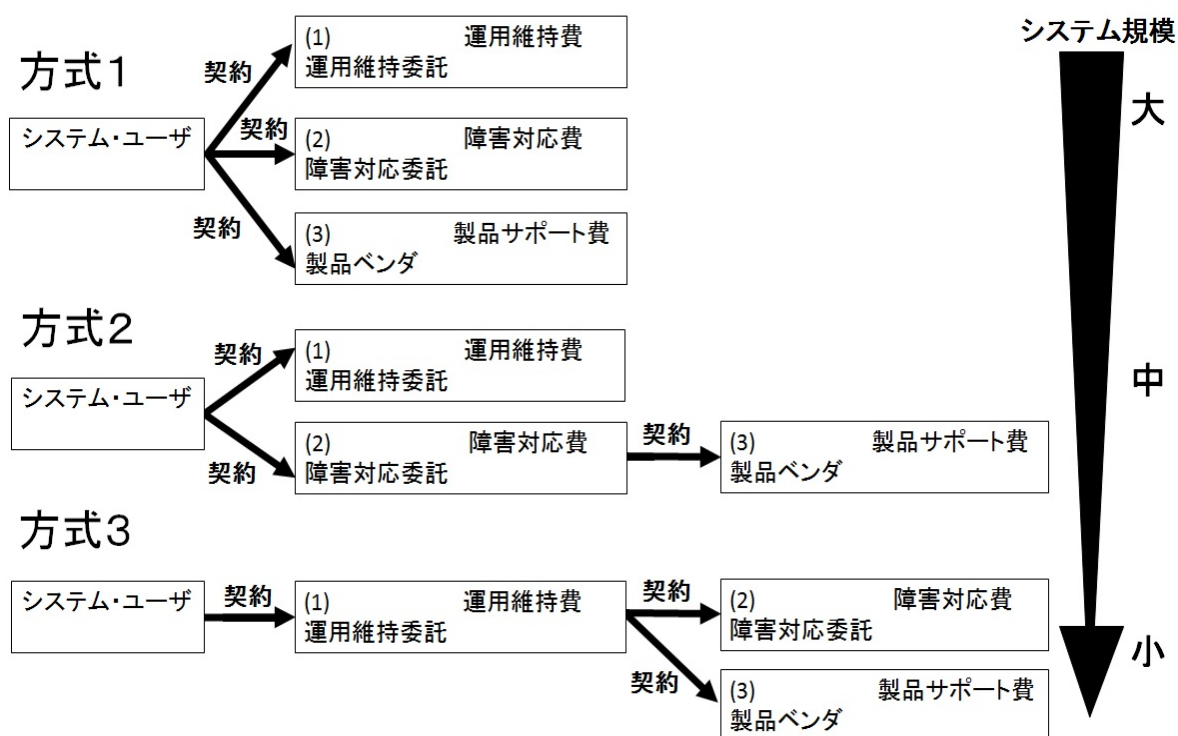 システム規模
大
中
小
方式1
システム・ユーザ
契約
契約
契約
(1) 運用維持費
運用維持委託
(2) 障害対応費
障害対応委託
(3) 製品サポート費
製品ベンダ
方式2
システム・ユーザ
契約
契約
(1) 運用維持費
運用維持委託
(2) 障害対応費
障害対応委託
契約
(3) 製品サポート費
製品ベンダ
方式3
システム・ユーザ
契約
(1) 運用維持費
運用維持委託
契約
契約
(2) 障害対応費
障害対応委託
(3) 製品サポート費
製品ベンダ